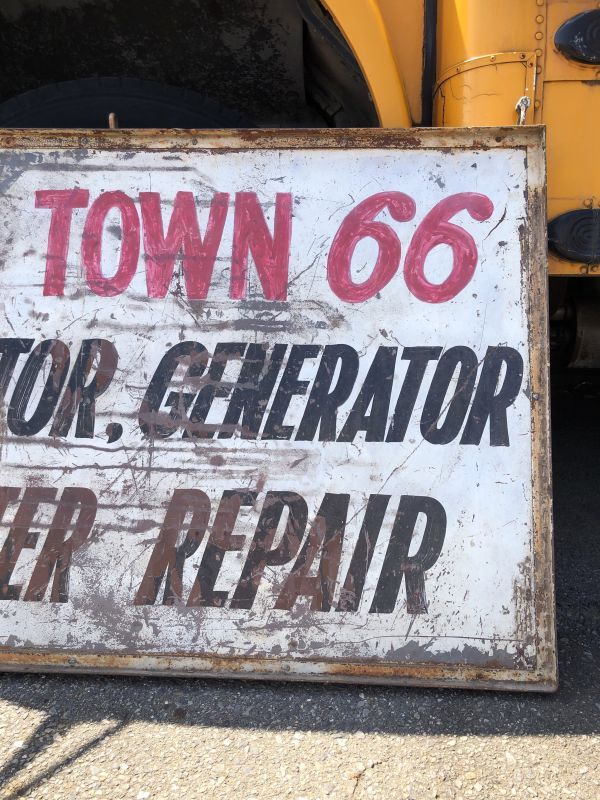 TOWN 66
TOR, GENERATOR
ER REPAIR